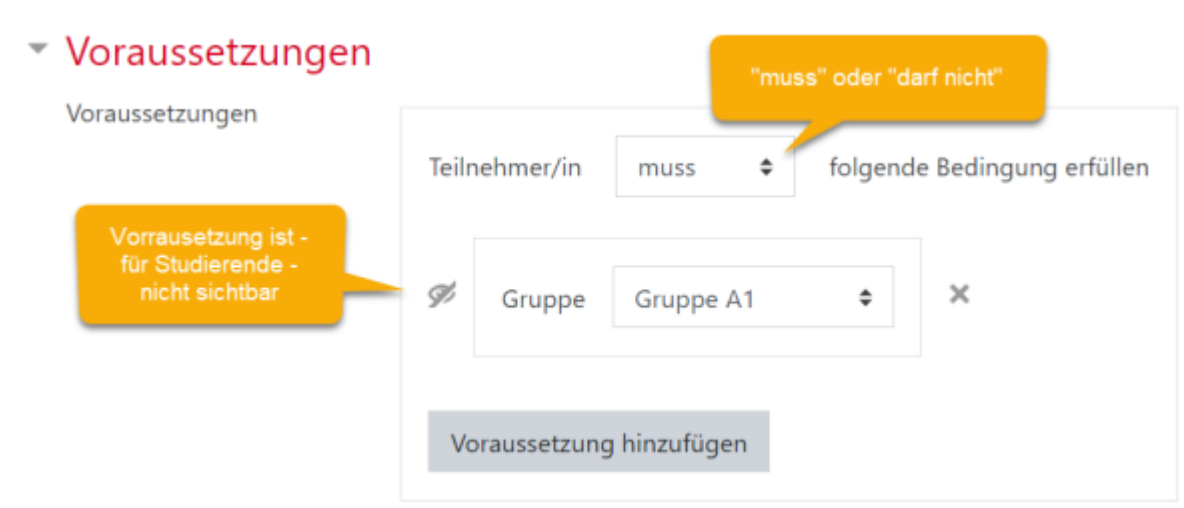 Voraussetzungen
"muss" oder "darf nicht"
Voraussetzungen
Teilnehmer/in muss folgende Bedingung erfüllen
Vorrausetzung ist -
für Studierende -
nicht sichtbar
Gruppe Gruppe A1
Voraussetzung hinzufügen